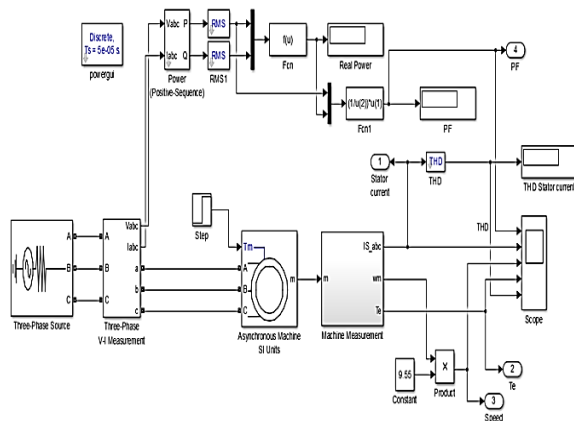 Discrete,
Ts = 5e-05 s.
powergui
Vabc
Iabc
P
Q
Power
(Positive-Sequence)
RMS
RMS
RMS1
f(u)
Fcn
Real Power
(1/u(2))*u(1)
Fcn1
PF
4
PF
1
Stator
current
THD
THD
THD Stator current
THD
Scope
Step
Three-Phase Source
A
B
C
A
B
C
Vabc
Iabc
a
b
c
Three-Phase
V-I Measurement
Tm
A
B
C
m
Asynchronous Machine
SI Units
m
IS_abc
wm
Te
Machine Measurement
9.55
Constant
X
Product
2
Te
3
Speed